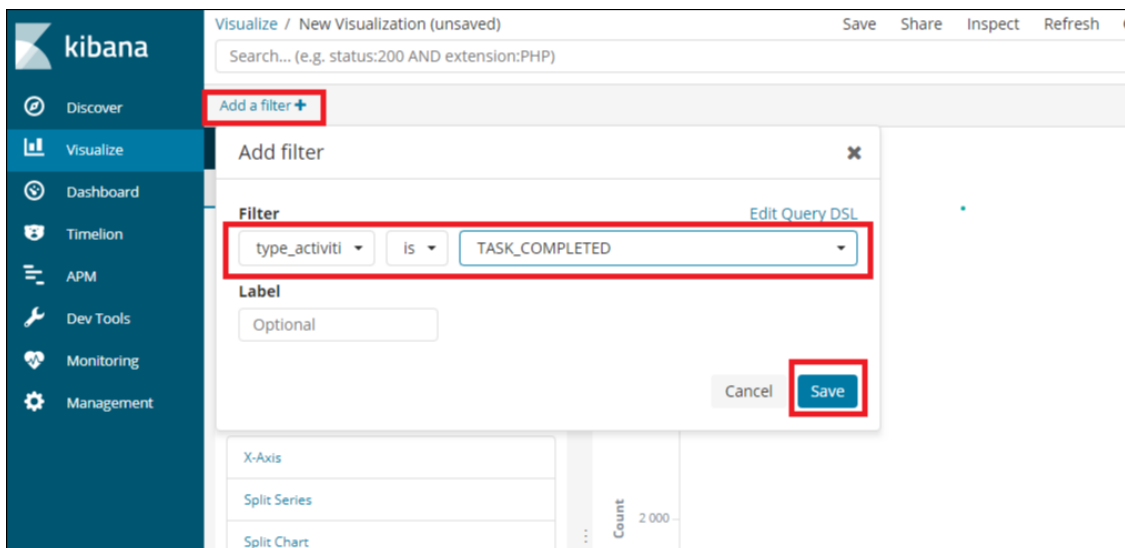 kibana
Discover
Visualize
Dashboard
Timelion
APM
Dev Tools
Monitoring
Management
Visualize / New Visualization (unsaved)
Save Share Inspect Refresh
Search... (e.g. status:200 AND extension:PHP)
Add a filter +
Add filter
Filter
Edit Query DSL
type_activiti is TASK_COMPLETED
Label
Optional
Cancel Save
X-Axis
Split Series
Split Chart
Count
2 000